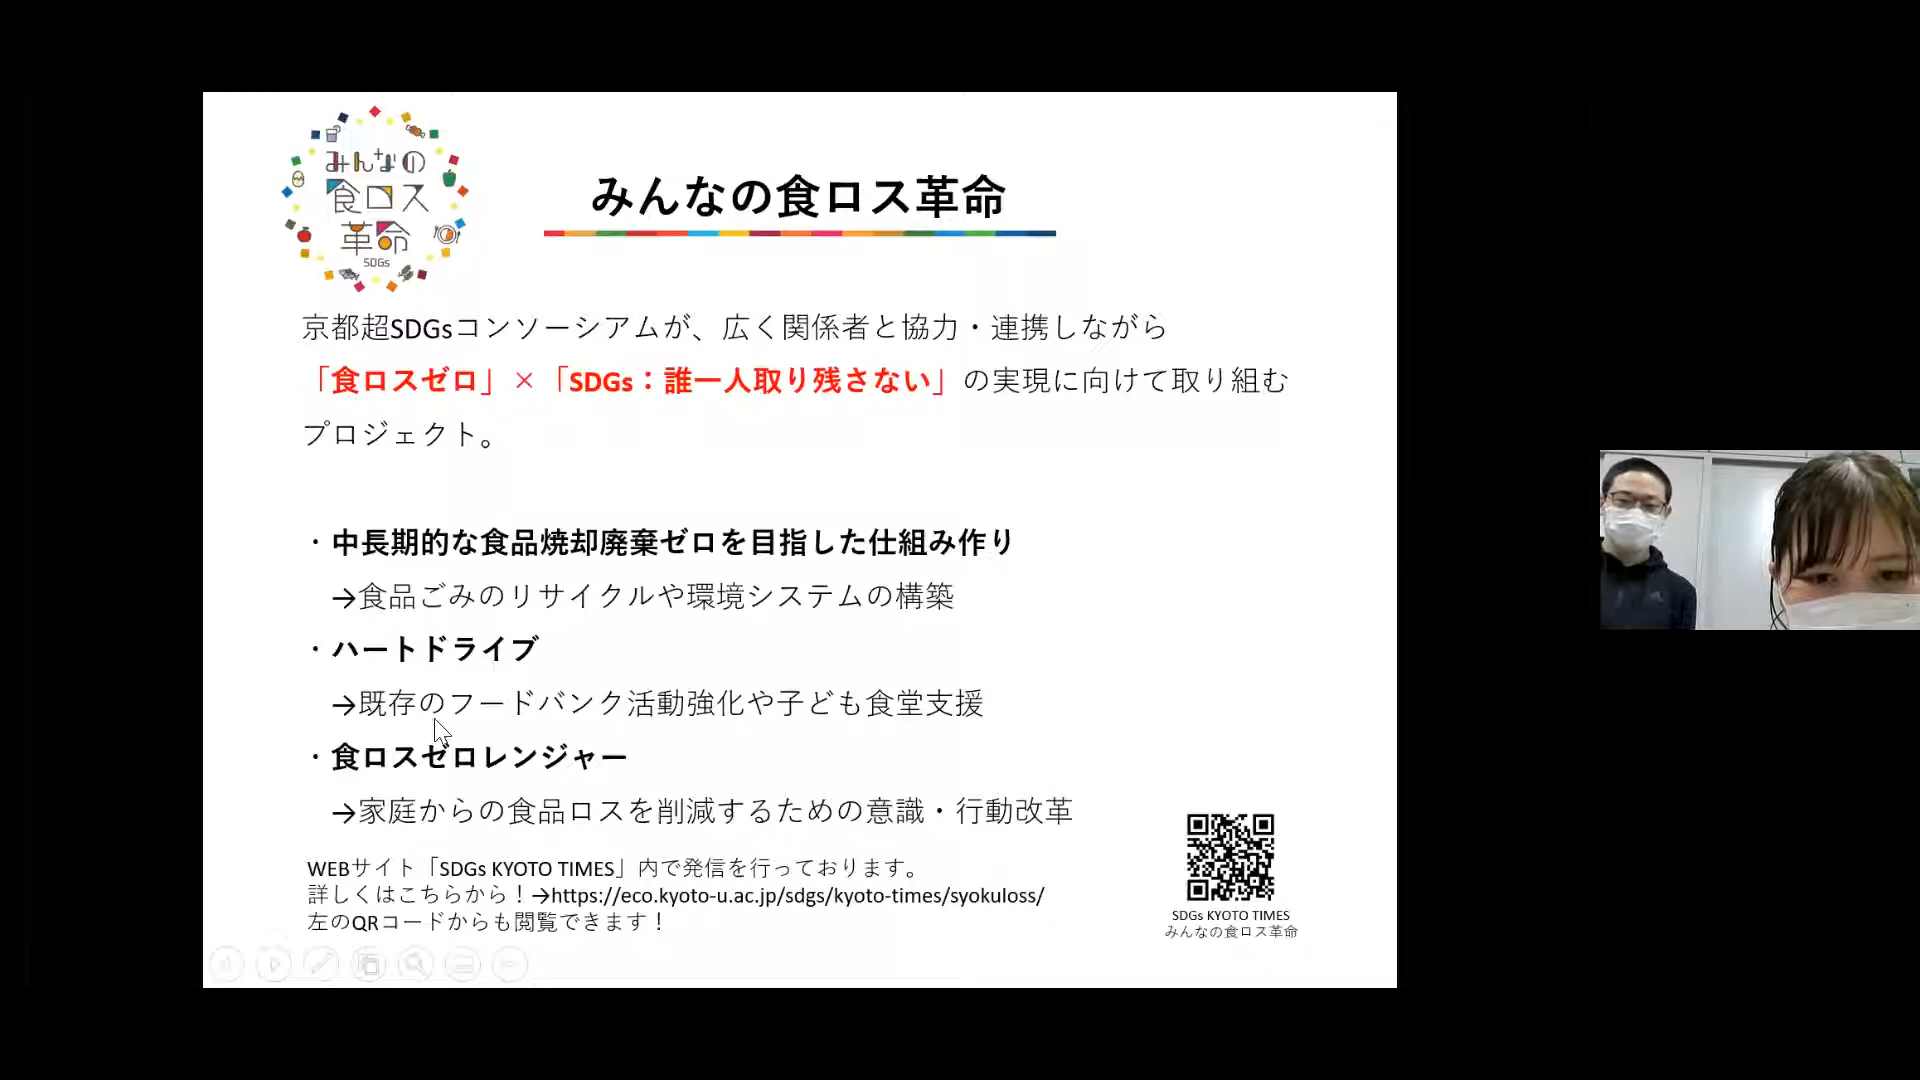 みんなの
食ロス
革命
SDGs
みんなの食ロス革命
京都超SDGsコンソーシアムが、広く関係者と協力・連携しながら
「食ロスゼロ」×「SDGs：誰一人取り残さない」の実現に向けて取り組む
プロジェクト。
・中長期的な食品焼却廃棄ゼロを目指した仕組み作り
→食品ごみのリサイクルや環境システムの構築
・ハートドライブ
→既存のフードバンク活動強化や子ども食堂支援
・食ロスゼロレンジャー
→家庭からの食品ロスを削減するための意識・行動改革
WEBサイト「SDGs KYOTO TIMES」内で発信を行っております。
詳しくはこちらから！→https://eco.kyoto-u.ac.jp/sdgs/kyoto-times/syokuloss/
左のQRコードからも閲覧できます！
SDGs KYOTO TIMES
みんなの食ロス革命